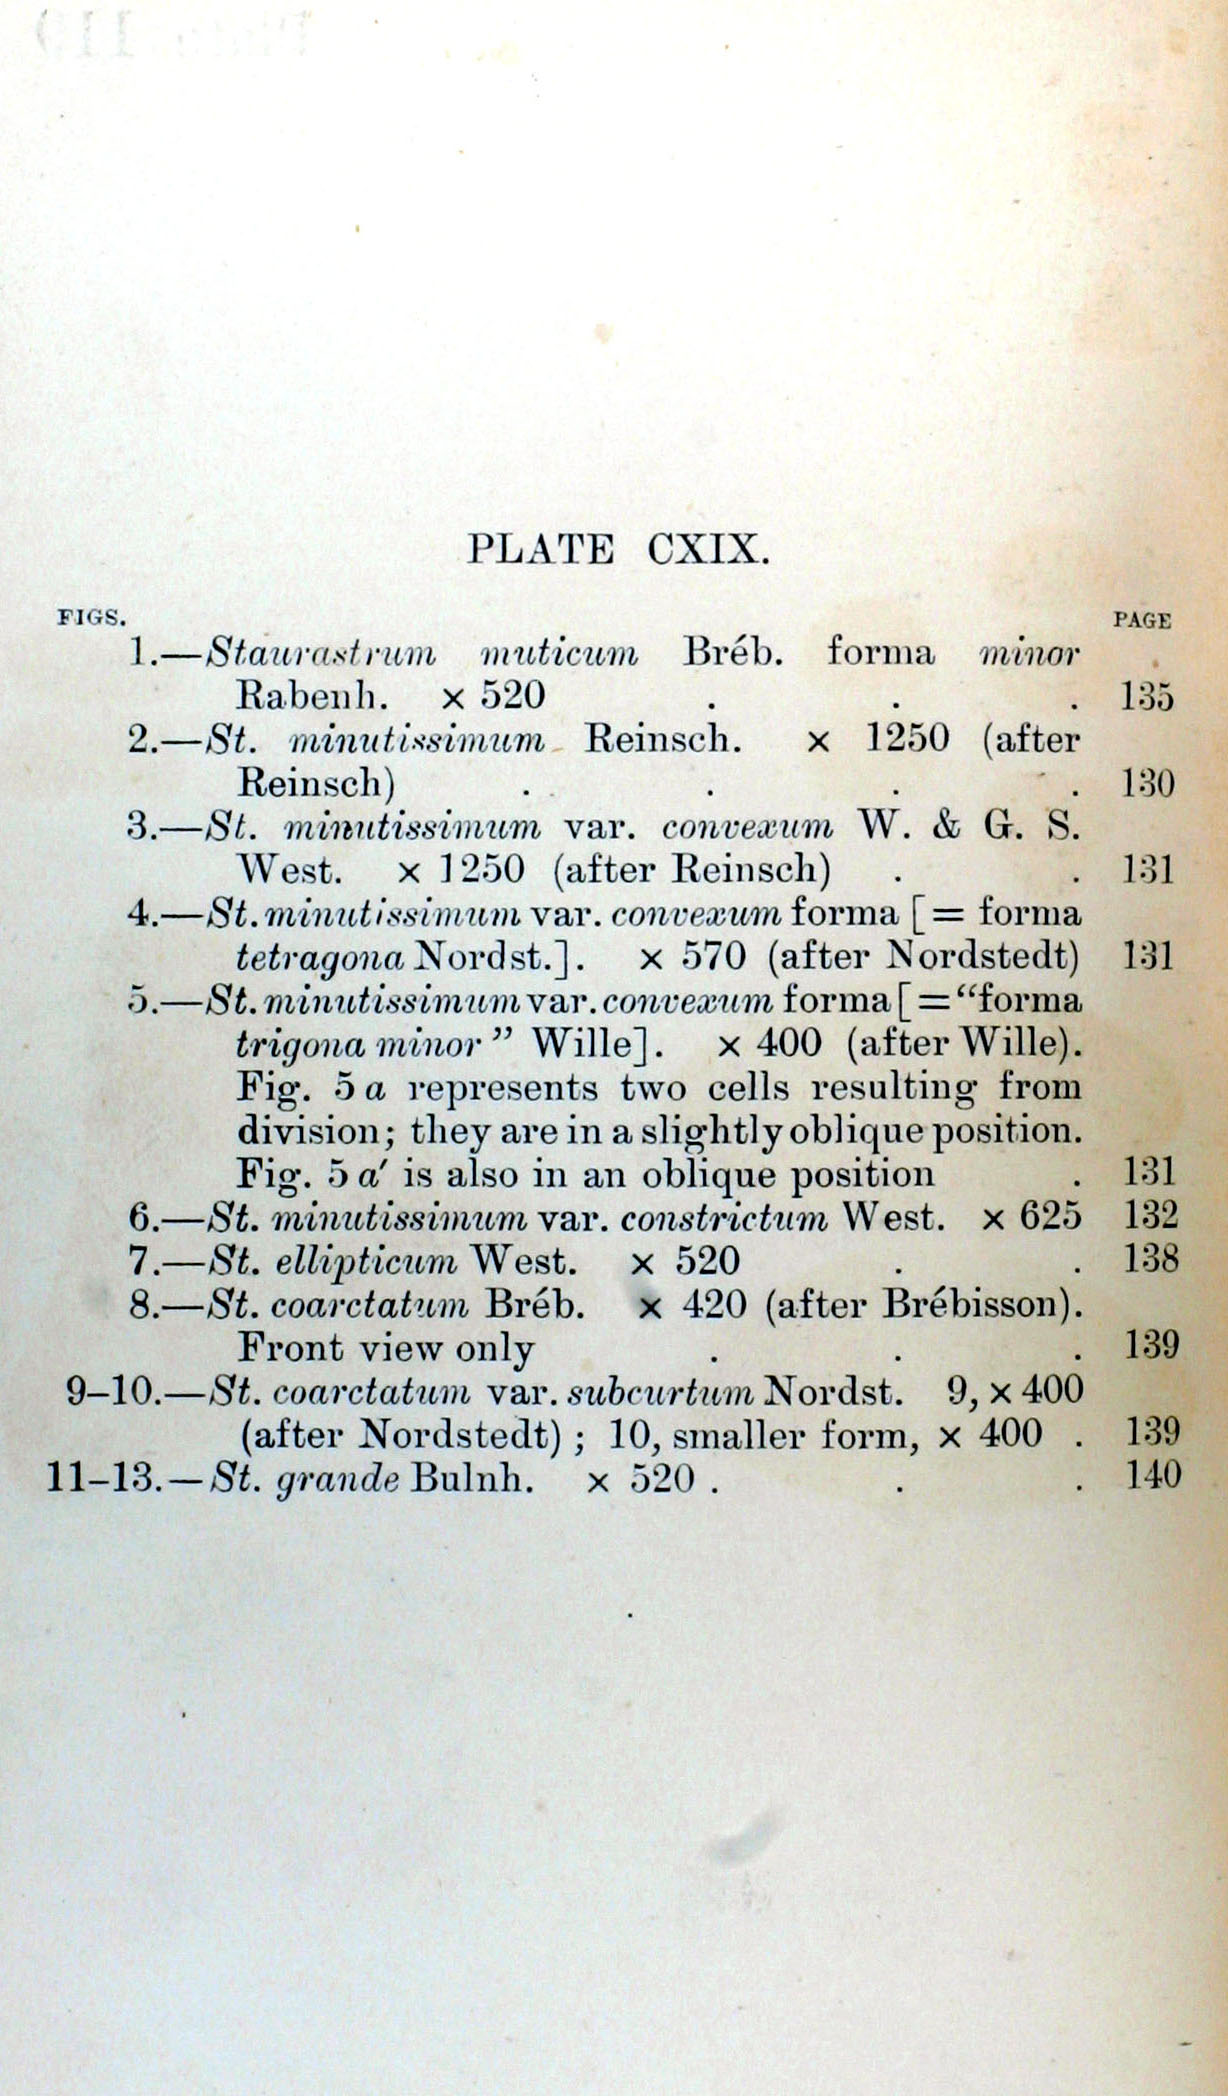 PLATE CXIX.
FIGS. PAGE
1.—Staurastrum muticum Bréb. forma minor
Rabenh. × 520 . . . 135
2.—St. minutissimum Reinsch. × 1250 (after
Reinsch) . . . . 130
3.—St. minutissimum var. convexum W. & G. S.
West. × 1250 (after Reinsch) . . 131
4.—St. minutissimum var. convexum forma [= forma
tetragona Nordst.]. × 570 (after Nordstedt) 131
5.—St. minutissimum var. convexum forma [= “forma
trigona minor” Wille]. × 400 (after Wille).
Fig. 5 a represents two cells resulting from
division; they are in a slightly oblique position.
Fig. 5 a′ is also in an oblique position . 131
6.—St. minutissimum var. constrictum West. × 625 132
7.—St. ellipticum West. × 520 . . 138
8.—St. coarctatum Bréb. × 420 (after Brébisson).
Front view only . . . 139
9–10.—St. coarctatum var. subcurtum Nordst. 9, × 400
(after Nordstedt); 10, smaller form, × 400 . 139
11–13.—St. grande Bulnh. × 520 . . . 140